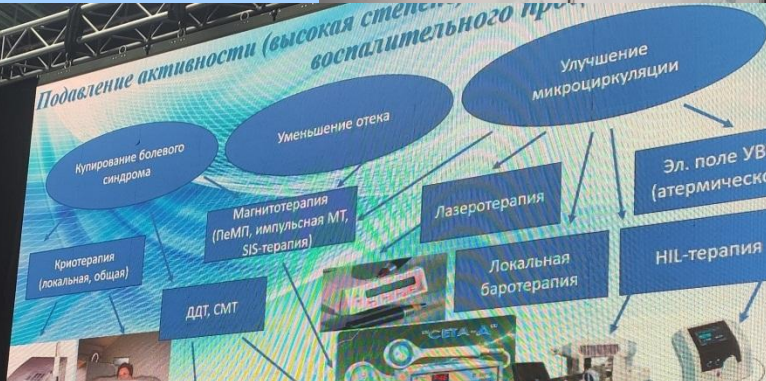 Подавление активности (высокая степень)
воспалительного
Купирование болевого
синдрома
Уменьшение отека
Улучшение
микроциркуляции
Криотерапия
(локальная, общая)
Магнитотерапия
(ПеМП, импульсная МТ,
SIS-терапия)
ДДТ, СМТ
Лазеротерапия
Локальная
баротерапия
Эл. поле УВ
(атермическо
HIL-терапия
"СЕТА-Д"